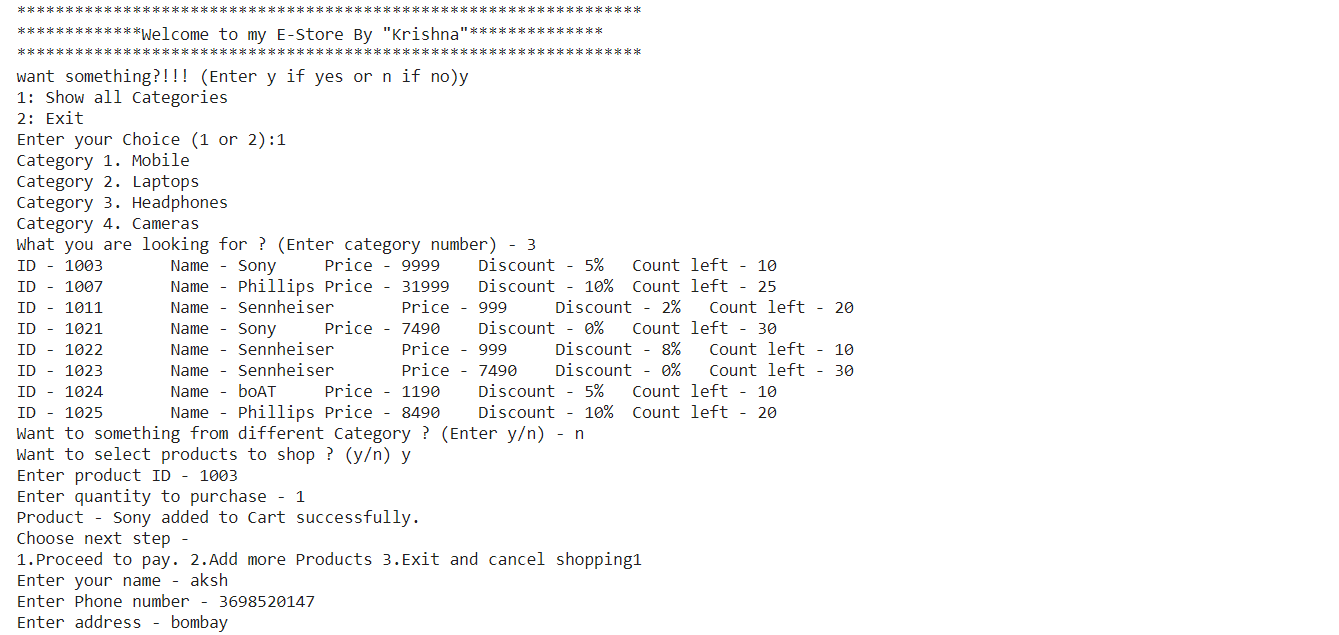 *****************************************************************
*************Welcome to my E-Store By "Krishna"**************
*****************************************************************
want something?!!! (Enter y if yes or n if no)y
1: Show all Categories
2: Exit
Enter your Choice (1 or 2):1
Category 1. Mobile
Category 2. Laptops
Category 3. Headphones
Category 4. Cameras
What you are looking for ? (Enter category number) - 3
ID - 1003       Name - Sony     Price - 9999    Discount - 5%   Count left - 10
ID - 1007       Name - Phillips Price - 31999   Discount - 10%  Count left - 25
ID - 1011       Name - Sennheiser       Price - 999     Discount - 2%   Count left - 20
ID - 1021       Name - Sony     Price - 7490    Discount - 0%   Count left - 30
ID - 1022       Name - Sennheiser       Price - 999     Discount - 8%   Count left - 10
ID - 1023       Name - Sennheiser       Price - 7490    Discount - 0%   Count left - 30
ID - 1024       Name - boAT     Price - 1190    Discount - 5%   Count left - 10
ID - 1025       Name - Phillips Price - 8490    Discount - 10%  Count left - 20
Want to something from different Category ? (Enter y/n) - n
Want to select products to shop ? (y/n) y
Enter product ID - 1003
Enter quantity to purchase - 1
Product - Sony added to Cart successfully.
Choose next step -
1.Proceed to pay. 2.Add more Products 3.Exit and cancel shopping1
Enter your name - aksh
Enter Phone number - 3698520147
Enter address - bombay